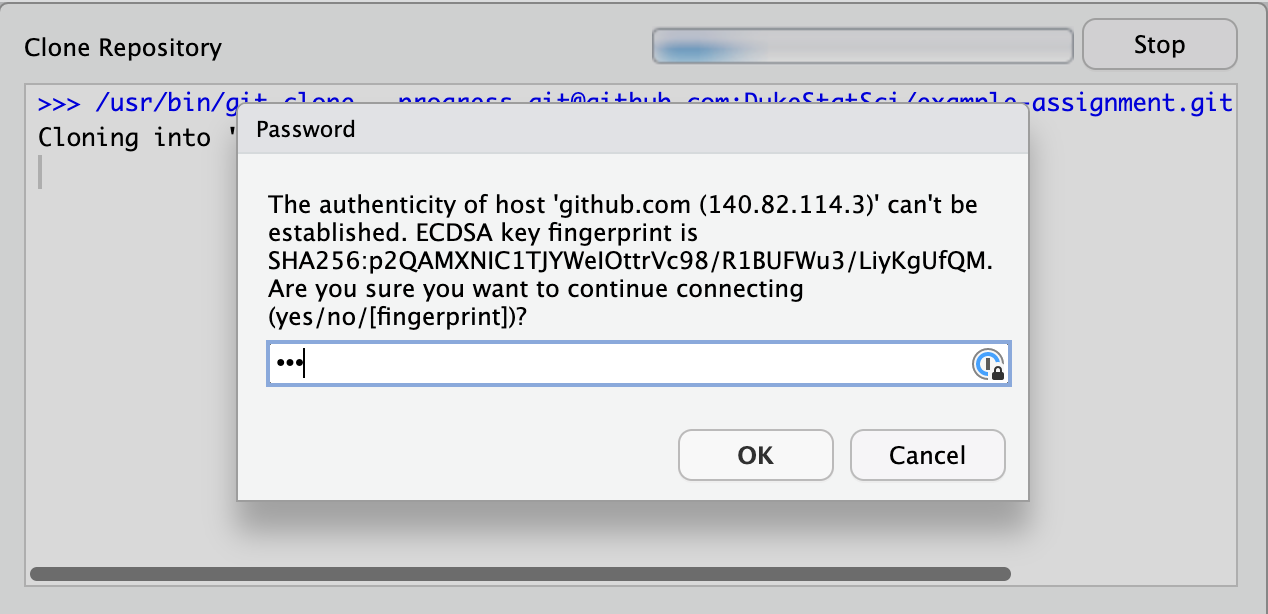 Clone Repository
Stop
>>> /usr/bin/git clone --progress git@github.com:DukeStatSci/example-assignment.git
Cloning into '
Password
The authenticity of host 'github.com (140.82.114.3)' can't be
established. ECDSA key fingerprint is
SHA256:p2QAMXNIC1TJYWeIOttrVc98/R1BUFWu3/LiyKgUfQM.
Are you sure you want to continue connecting
(yes/no/[fingerprint])?
•••
OK
Cancel